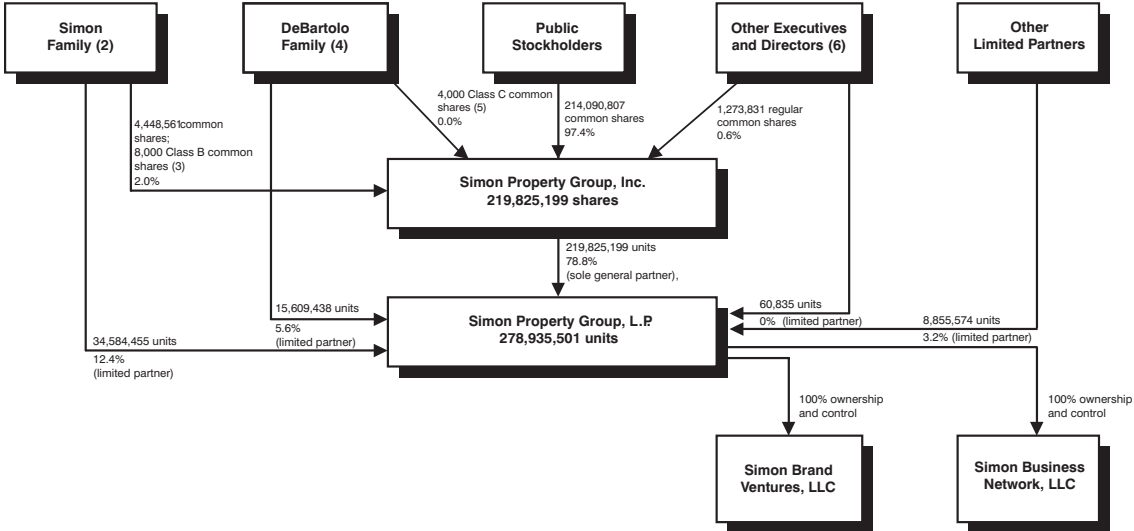 Simon
Family (2)
DeBartolo
Family (4)
Public
Stockholders
Other Executives
and Directors (6)
Other
Limited Partners
4,448,561common
shares;
8,000 Class B common
shares (3)
2.0%
4,000 Class C common
shares (5)
0.0%
214,090,807
common shares
97.4%
1,273,831 regular
common shares
0.6%
Simon Property Group, Inc.
219,825,199 shares
219,825,199 units
78.8%
(sole general partner),
15,609,438 units
5.6%
(limited partner)
34,584,455 units
12.4%
(limited partner)
Simon Property Group, L.P.
278,935,501 units
60,835 units
0% (limited partner)
8,855,574 units
3.2% (limited partner)
100% ownership
and control
100% ownership
and control
Simon Brand
Ventures, LLC
Simon Business
Network, LLC